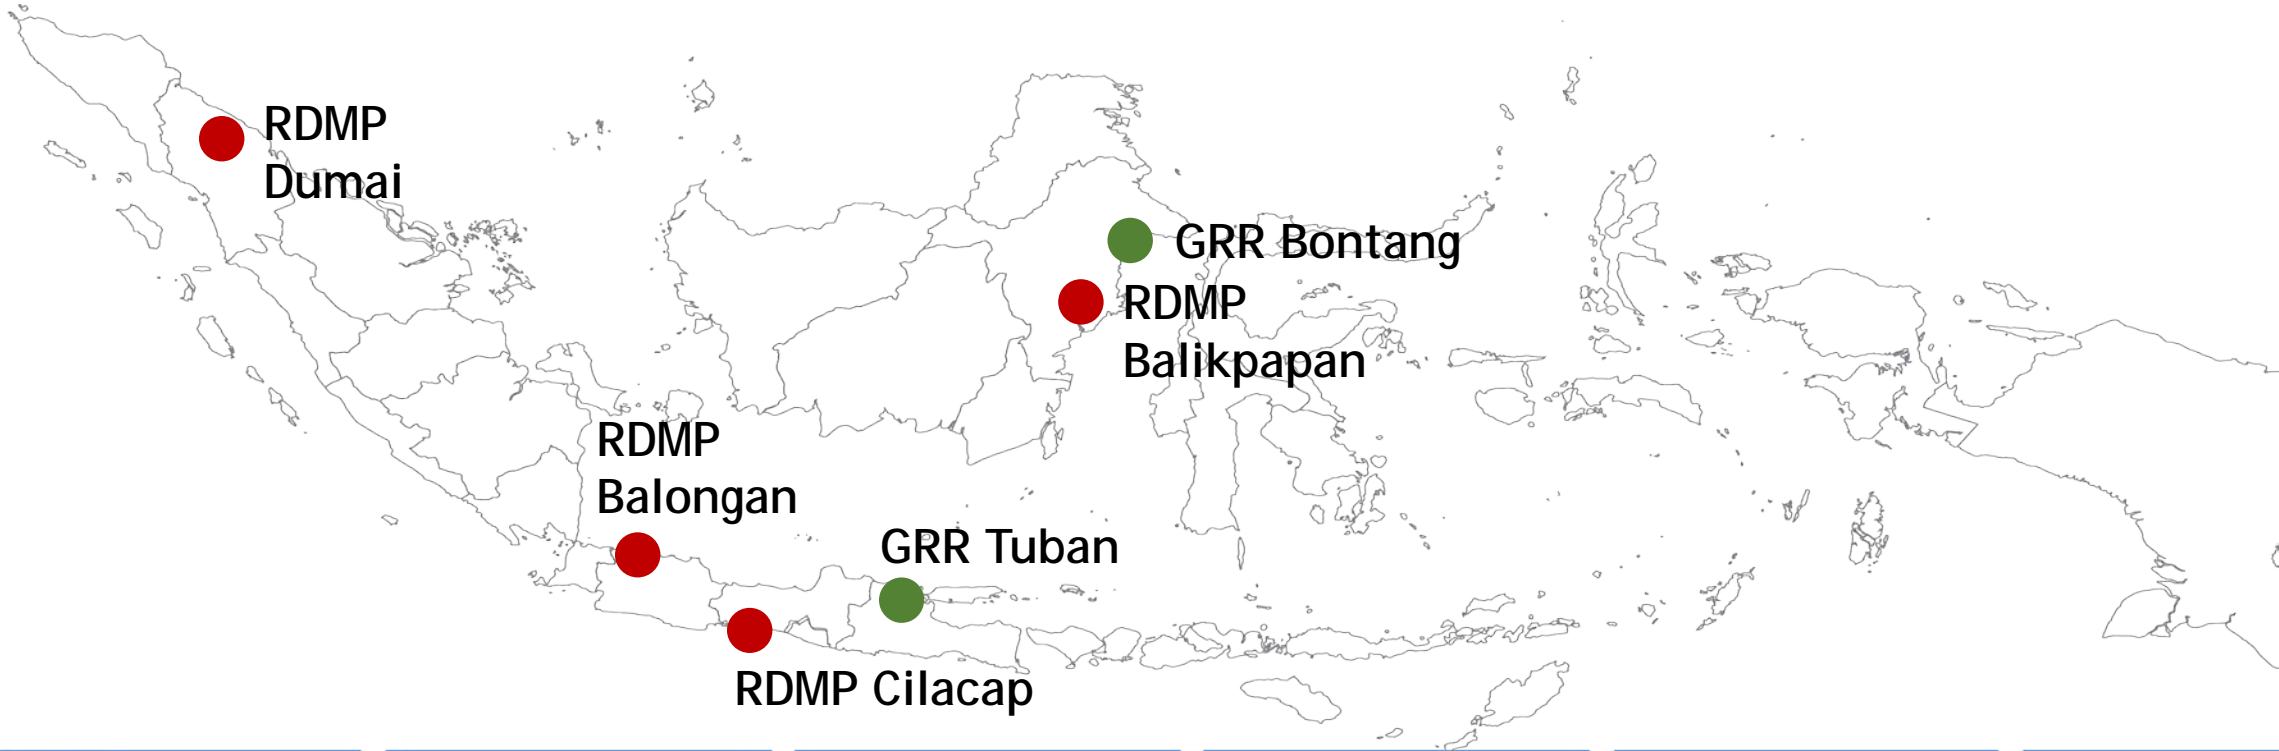 RDMP
Dumai
GRR Bontang
RDMP
Balikpapan
RDMP
Balongan
GRR Tuban
RDMP Cilacap